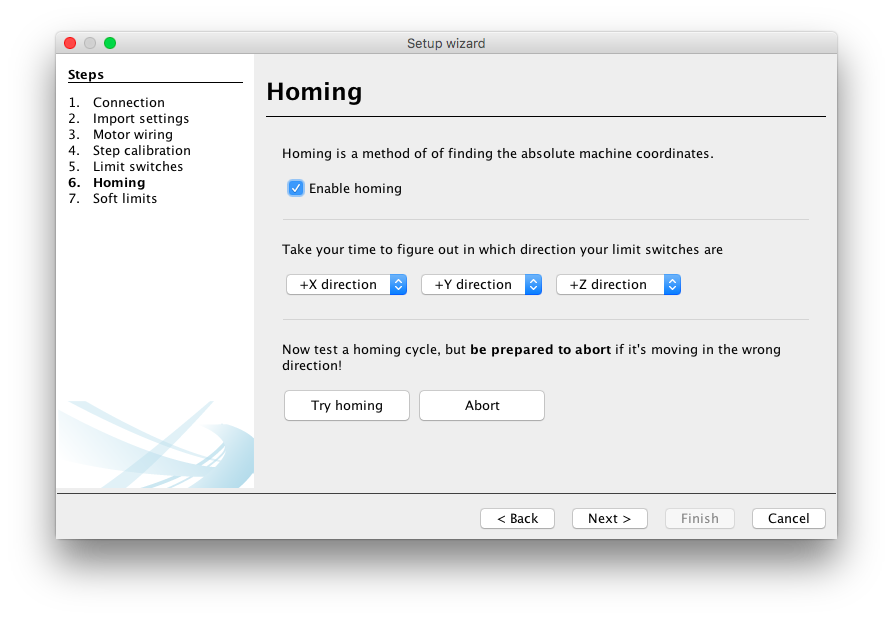 Setup wizard
Steps
1. Connection
2. Import settings
3. Motor wiring
4. Step calibration
5. Limit switches
6. Homing
7. Soft limits
Homing
Homing is a method of of finding the absolute machine coordinates.
Enable homing
Take your time to figure out in which direction your limit switches are
+X direction +Y direction +Z direction
Now test a homing cycle, but be prepared to abort if it's moving in the wrong
direction!
Try homing Abort
< Back Next > Finish Cancel